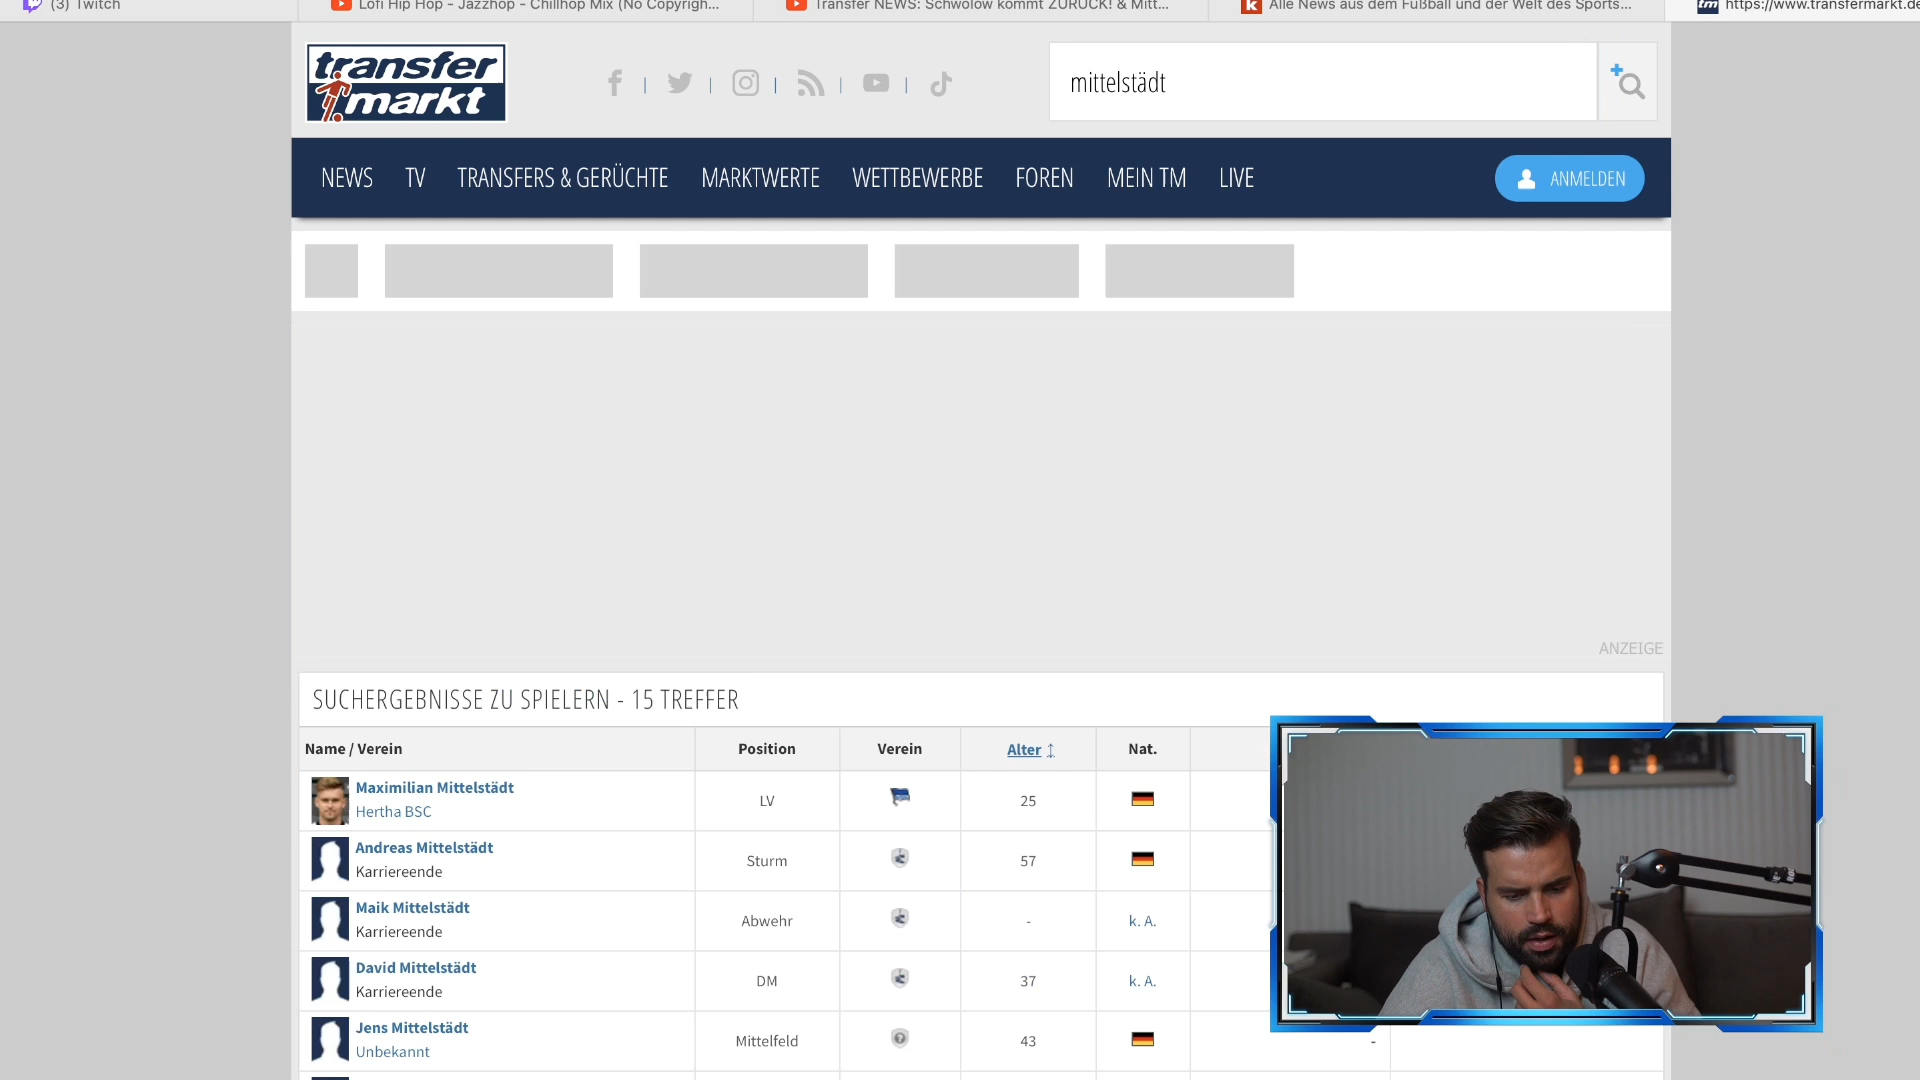 (3) Twitch
Lofi Hip Hop - Jazzhop - Chillhop Mix (No Copyrigh...
Transfer NEWS: Schwolow kommt ZURÜCK! & Mitt...
Alle News aus dem Fußball und der Welt des Sports...
tm https://www.transfermarkt.de
transfer
markt
mittelstädt
NEWS TV TRANSFERS & GERÜCHTE MARKTWERTE WETTBEWERBE FOREN MEIN TM LIVE
ANMELDEN
ANZEIGE
SUCHERGEBNISSE ZU SPIELERN - 15 TREFFER
Name / Verein Position Verein Alter Nat.
Maximilian Mittelstädt
Hertha BSC
LV 25
Andreas Mittelstädt
Karriereende
Sturm 57
Maik Mittelstädt
Karriereende
Abwehr - k. A.
David Mittelstädt
Karriereende
DM 37 k. A.
Jens Mittelstädt
Unbekannt
Mittelfeld 43 -